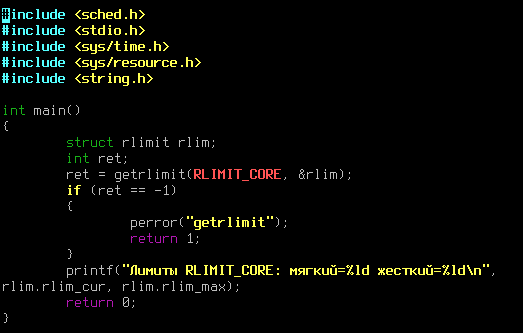 #include <sched.h>
#include <stdio.h>
#include <sys/time.h>
#include <sys/resource.h>
#include <string.h>

int main()
{
        struct rlimit rlim;
        int ret;
        ret = getrlimit(RLIMIT_CORE, &rlim);
        if (ret == -1)
        {
                perror("getrlimit");
                return 1;
        }
        printf("Лимиты RLIMIT_CORE: мягкий=%ld жесткий=%ld\n",
rlim.rlim_cur, rlim.rlim_max);
        return 0;
}